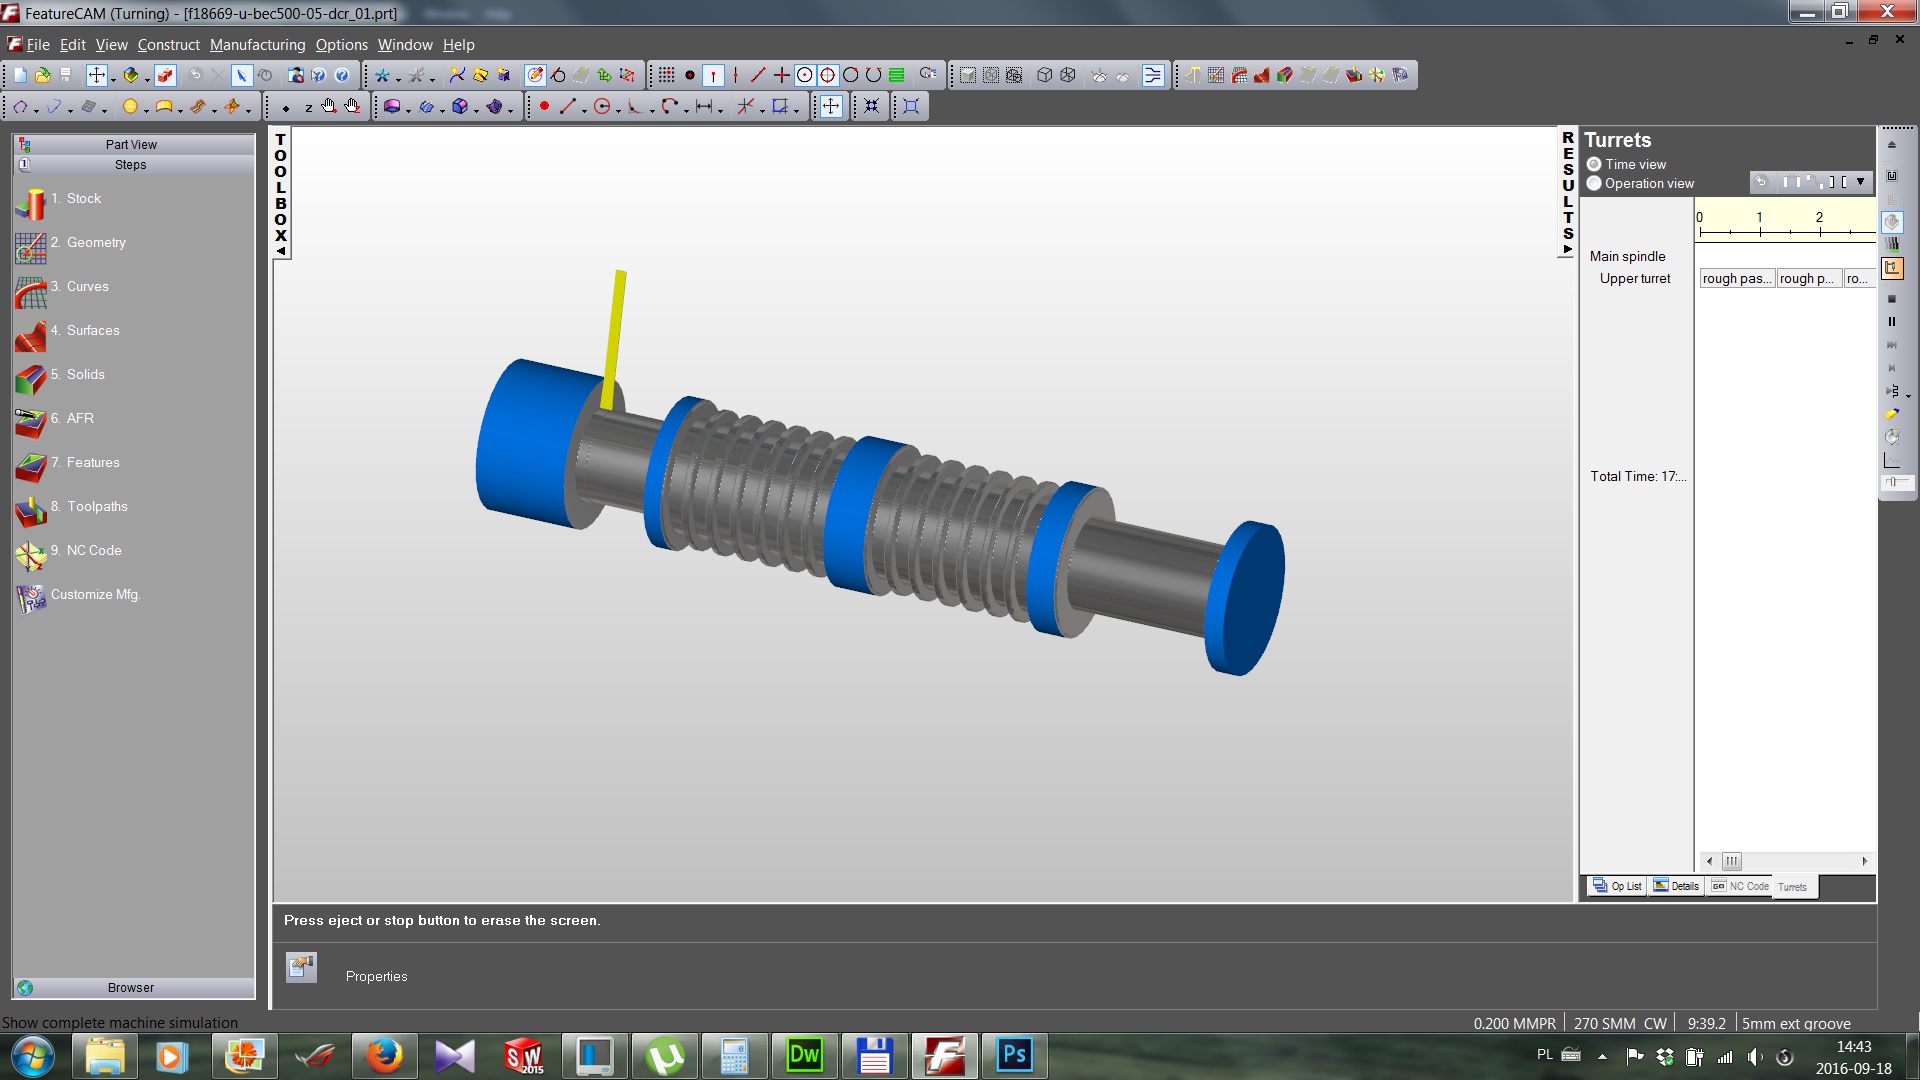 FeatureCAM (Turning) - [f18669-u-bec500-05-dcr_01.prt]
File Edit View Construct Manufacturing Options Window Help
Part View
Steps
1. Stock
2. Geometry
3. Curves
4. Surfaces
5. Solids
6. AFR
7. Features
8. Toolpaths
9. NC Code
Customize Mfg.
Browser
TOOLBOX
RESULTS
Turrets
Time view
Operation view
0 1 2
Main spindle
Upper turret
rough pas... rough p... ro...
Total Time: 17:...
Op List Details NC Code Turrets
Press eject or stop button to erase the screen.
Properties
Show complete machine simulation
0.200 MMPR 270 SMM CW 9:39.2 5mm ext groove
SW 2015
Dw
Ps
PL
14:43
2016-09-18